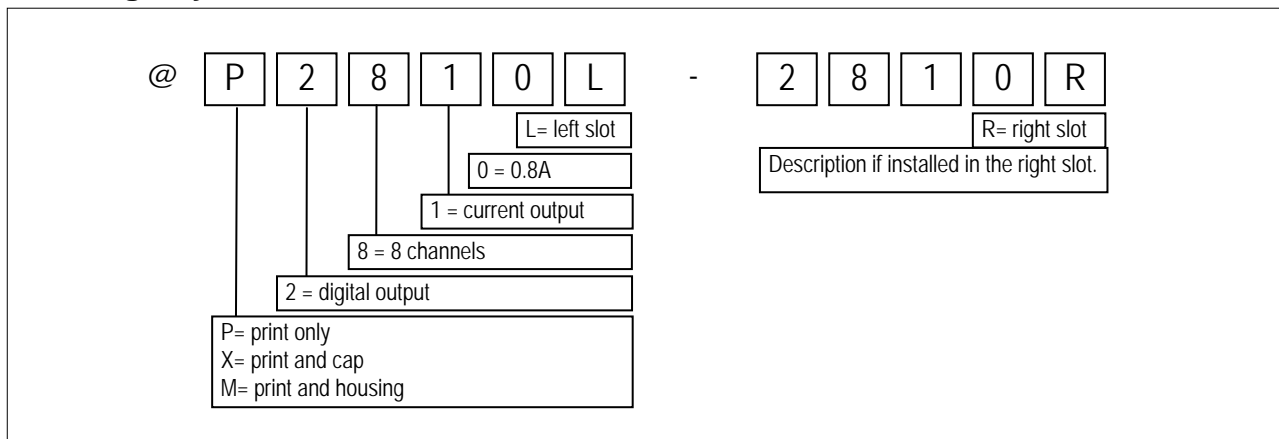 @ P 2 8 1 0 L - 2 8 1 0 R
L= left slot R= right slot
0 = 0.8A Description if installed in the right slot.
1 = current output
8 = 8 channels
2 = digital output
P= print only
X= print and cap
M= print and housing